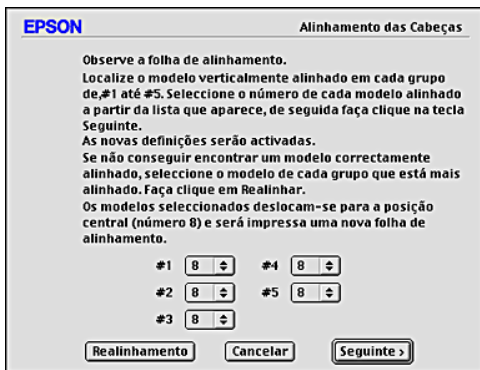 EPSON
Alinhamento das Cabeças
Observe a folha de alinhamento.
Localize o modelo verticalmente alinhado em cada grupo
de,#1 até #5. Seleccione o número de cada modelo alinhado
a partir da lista que aparece, de seguida faça clique na tecla
Seguinte.
As novas definições serão activadas.
Se não conseguir encontrar um modelo correctamente
alinhado, seleccione o modelo de cada grupo que está mais
alinhado. Faça clique em Realinhar.
Os modelos seleccionados deslocam-se para a posição
central (número 8) e será impressa uma nova folha de
alinhamento.
#1 8 #4 8
#2 8 #5 8
#3 8
Realinhamento Cancelar Seguinte >